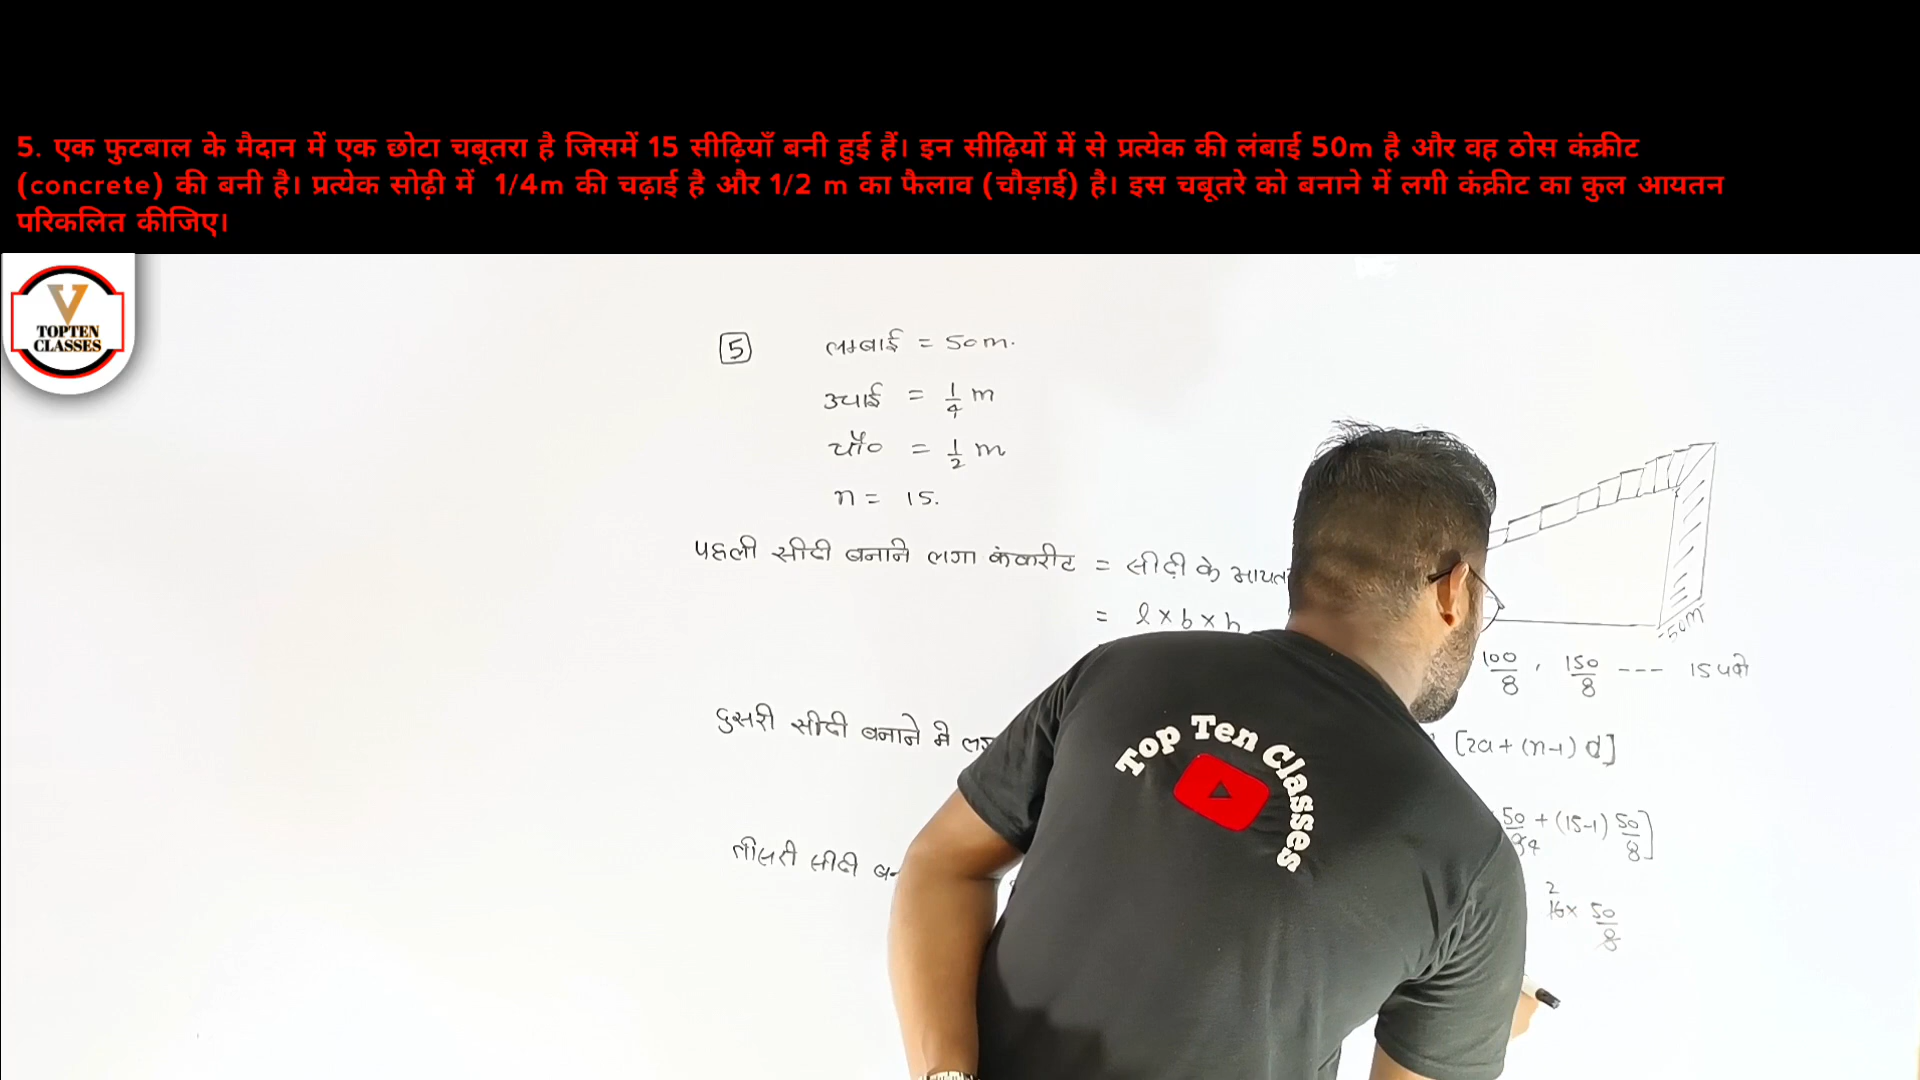 5. एक फुटबाल के मैदान में एक छोटा चबूतरा है जिसमें 15 सीढ़ियाँ बनी हुई हैं। इन सीढ़ियों में से प्रत्येक की लंबाई 50m है और वह ठोस कंक्रीट
(concrete) की बनी है। प्रत्येक सोढ़ी में 1/4m की चढ़ाई है और 1/2 m का फैलाव (चौड़ाई) है। इस चबूतरे को बनाने में लगी कंक्रीट का कुल आयतन
परिकलित कीजिए।
V
TOPTEN
CLASSES
5 लम्बाई = 50m.
उचाई = 1/4 m
चौ० = 1/2 m
n = 15.
पहली सीढी बनाने लगा कंकरीट = सीढ़ी के
= l × b × h
50m
100/8 , 150/8 --- 15 पदो
दुसरी सीढी बनाने मे
[2a + (n-1) d]
50 + (15-1) 50/8]
तीसरी सीढी
2
16× 50/8
Top Ten Classes